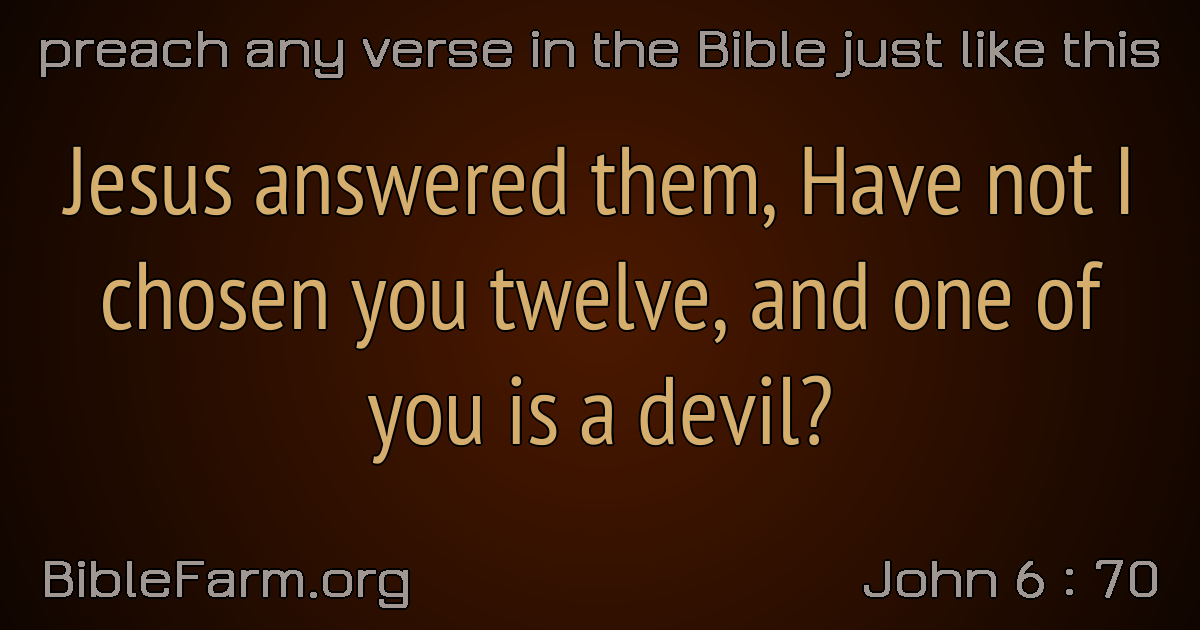 preach any verse in the Bible just like this
Jesus answered them, Have not I
chosen you twelve, and one of
you is a devil?
BibleFarm.org
John 6 : 70